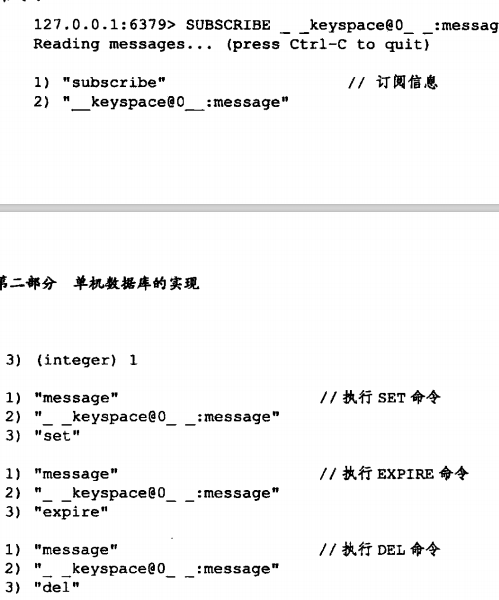 127.0.0.1:6379> SUBSCRIBE _ _keyspace@0_ _:messag
Reading messages... (press Ctrl-C to quit)
1) "subscribe" // 订阅信息
2) "__keyspace@0__:message"
第二部分 单机数据库的实现
3) (integer) 1
1) "message" // 执行 SET 命令
2) "_ _keyspace@0_ _:message"
3) "set"
1) "message" // 执行 EXPIRE 命令
2) "_ _keyspace@0_ _:message"
3) "expire"
1) "message" // 执行 DEL 命令
2) "_ _keyspace@0_ _:message"
3) "del"